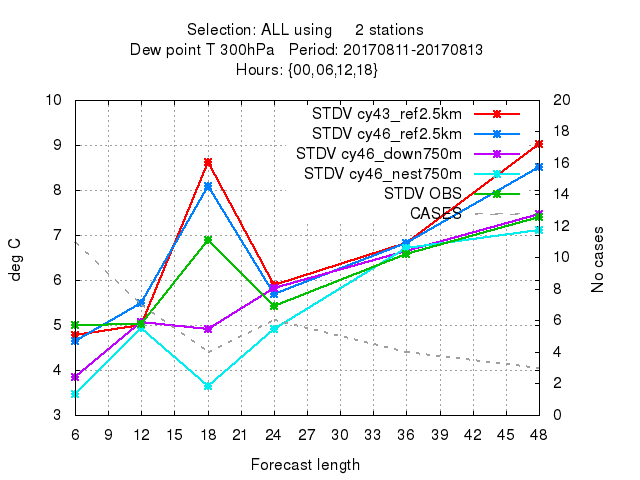 Selection: ALL using 2 stations
Dew point T 300hPa Period: 20170811-20170813
Hours: {00,06,12,18}
10 20
STDV cy43_ref2.5km
9 18
STDV cy46_ref2.5km
16
STDV cy46_down750m
STDV cy46_nest750m
8 14
STDV OBS
CASES
7 12
deg C
No cases
10
6 8
5 6
4 4
2
3 0
6 9 12 15 18 21 24 27 30 33 36 39 42 45 48
Forecast length